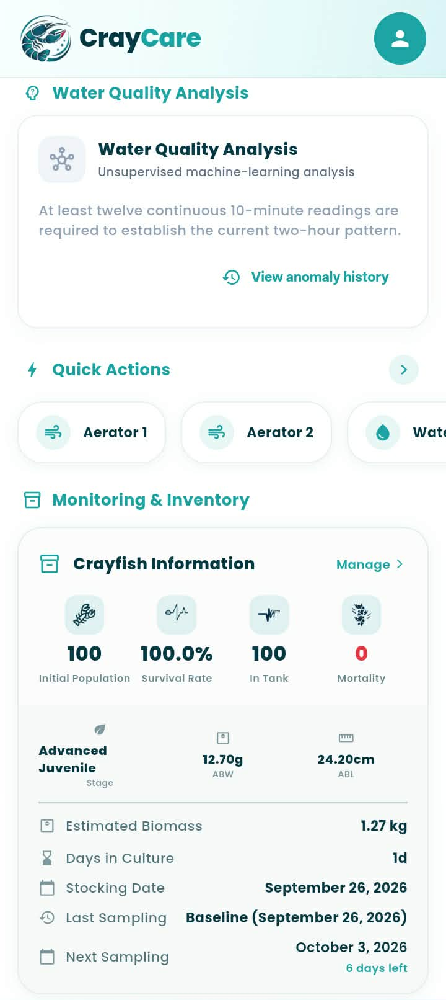 CrayCare
Water Quality Analysis
Water Quality Analysis
Unsupervised machine-learning analysis
At least twelve continuous 10-minute readings are
required to establish the current two-hour pattern.
View anomaly history
Quick Actions
Aerator 1
Aerator 2
Wate
Monitoring & Inventory
Crayfish Information
Manage
100
100.0%
100
0
Initial Population
Survival Rate
In Tank
Mortality
Advanced
Juvenile
Stage
12.70g
ABW
24.20cm
ABL
Estimated Biomass
1.27 kg
Days in Culture
1d
Stocking Date
September 26, 2026
Last Sampling
Baseline (September 26, 2026)
Next Sampling
October 3, 2026
6 days left